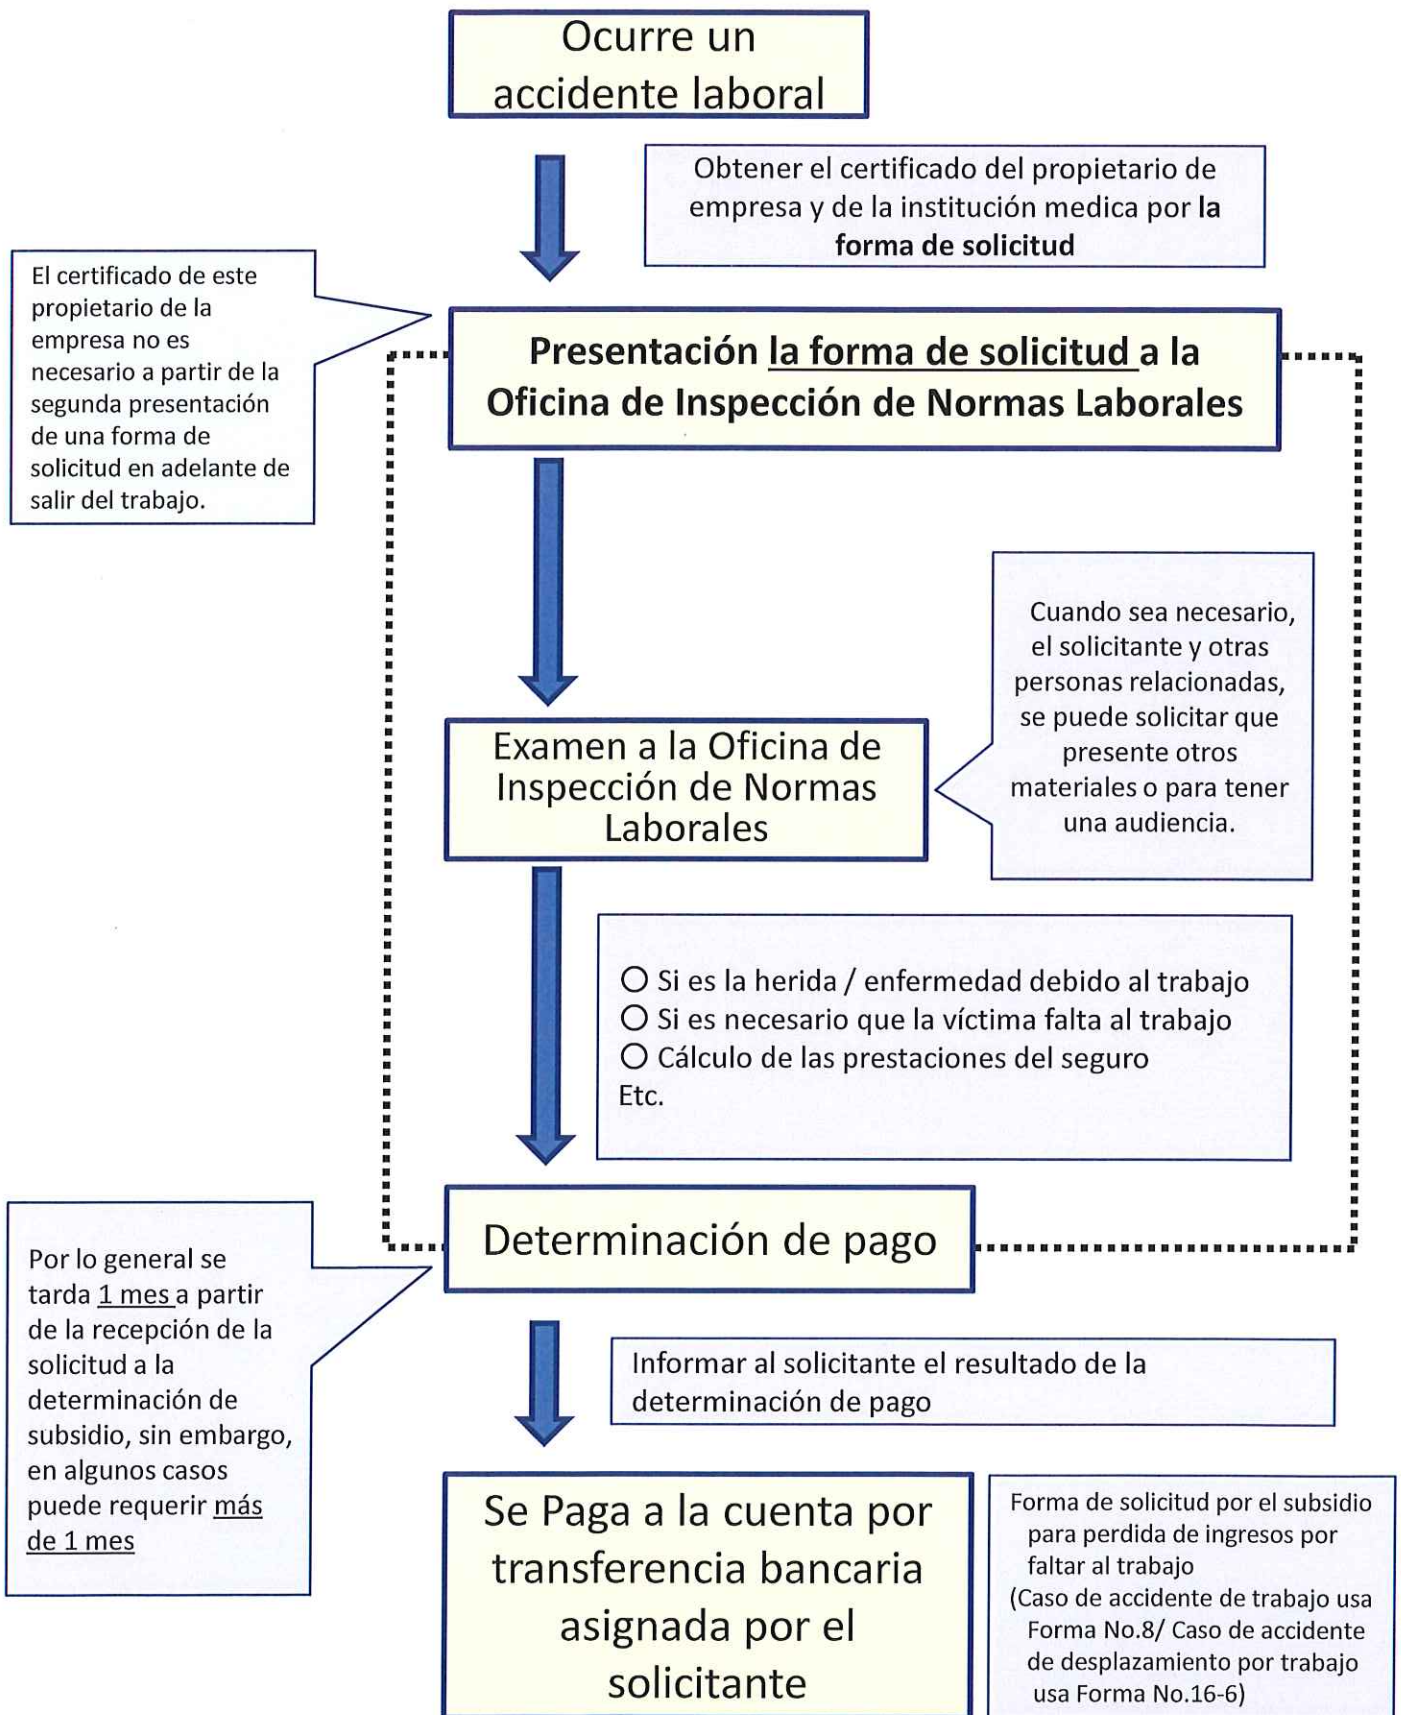 Ocurre un
accidente laboral
Obtener el certificado del propietario de
empresa y de la institución medica por la
forma de solicitud
El certificado de este
propietario de la
empresa no es
necesario a partir de la
segunda presentación
de una forma de
solicitud en adelante de
salir del trabajo.
Presentación la forma de solicitud a la
Oficina de Inspección de Normas Laborales
Cuando sea necesario,
el solicitante y otras
personas relacionadas,
se puede solicitar que
presente otros
materiales o para tener
una audiencia.
Examen a la Oficina de
Inspección de Normas
Laborales
○ Si es la herida / enfermedad debido al trabajo
○ Si es necesario que la víctima falta al trabajo
○ Cálculo de las prestaciones del seguro
Etc.
Determinación de pago
Por lo general se
tarda 1 mes a partir
de la recepción de la
solicitud a la
determinación de
subsidio, sin embargo,
en algunos casos
puede requerir más
de 1 mes
Informar al solicitante el resultado de la
determinación de pago
Se Paga a la cuenta por
transferencia bancaria
asignada por el
solicitante
Forma de solicitud por el subsidio
para perdida de ingresos por
faltar al trabajo
(Caso de accidente de trabajo usa
Forma No.8/ Caso de accidente
de desplazamiento por trabajo
usa Forma No.16-6)